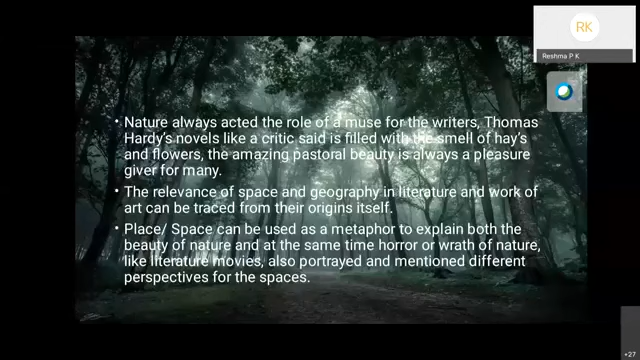 RK
Reshma P K
• Nature always acted the role of a muse for the writers, Thomas
Hardy's novels like a critic said is filled with the smell of hay's
and flowers, the amazing pastoral beauty is always a pleasure
giver for many.
• The relevance of space and geography in literature and work of
art can be traced from their origins itself.
• Place/ Space can be used as a metaphor to explain both the
beauty of nature and at the same time horror or wrath of nature,
like literature movies, also portrayed and mentioned different
perspectives for the spaces.
+27